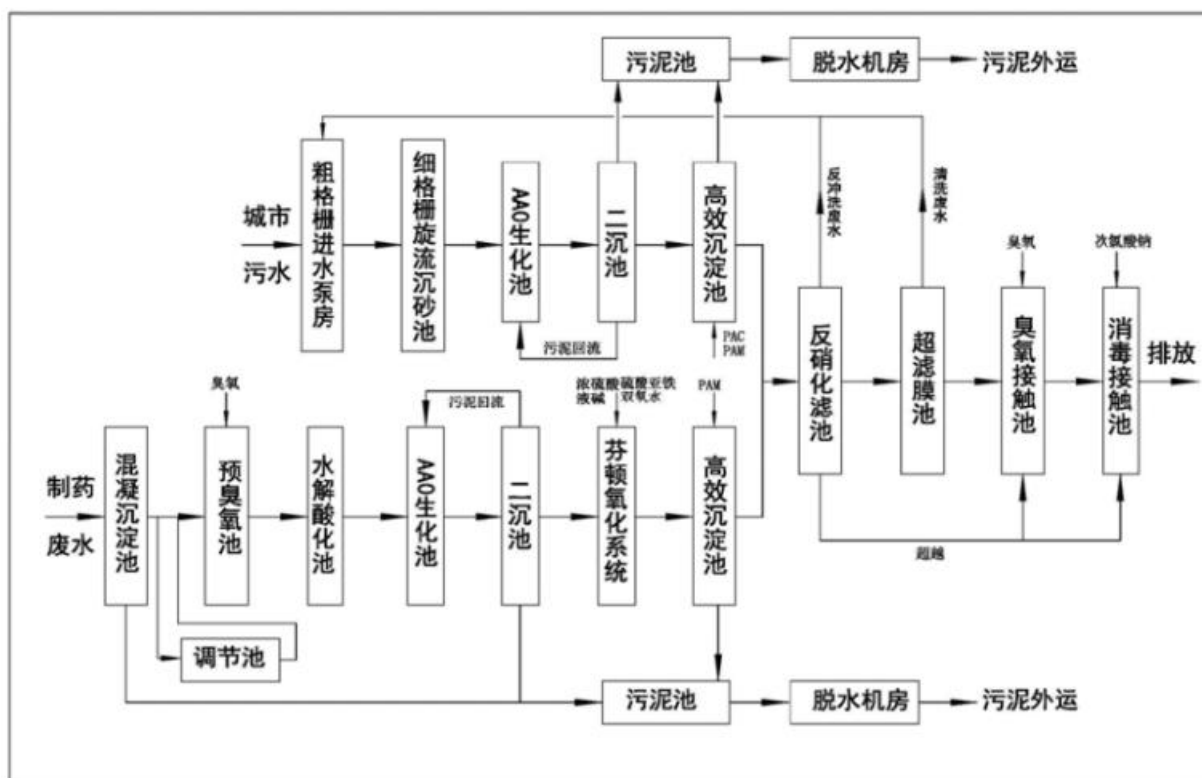 污泥池
脱水机房
污泥外运
粗格栅进水泵房
细格栅旋流沉砂池
AAO生化池
二沉池
高效沉淀池
反冲洗废水
清洗废水
城市
污水
臭氧
次氯酸钠
污泥回流
PAC
PAM
反硝化滤池
超滤膜池
臭氧接触池
消毒接触池
排放
臭氧
污泥回流
浓硫酸硫酸亚铁
液碱 双氧水
PAM
制药
废水
混凝沉淀池
预臭氧池
水解酸化池
AAO生化池
二沉池
芬顿氧化系统
高效沉淀池
超越
调节池
污泥池
脱水机房
污泥外运